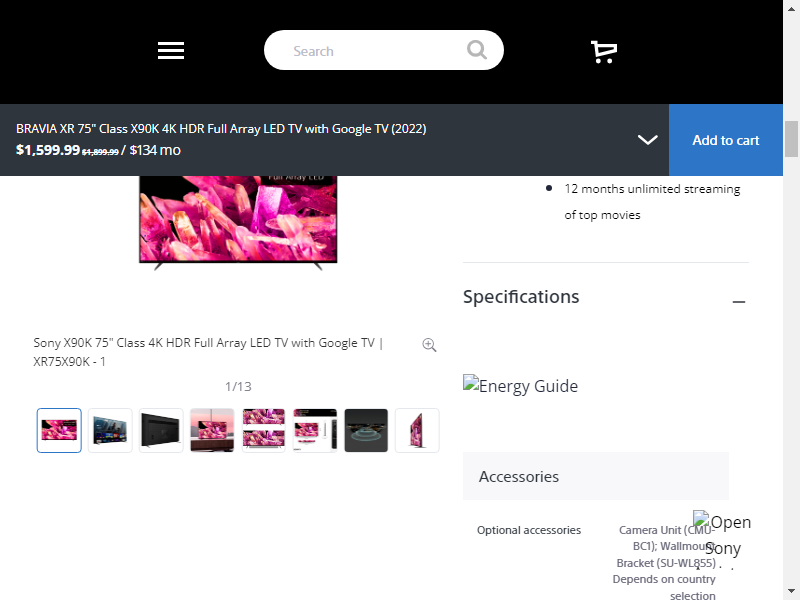 Search
BRAVIA XR 75" Class X90K 4K HDR Full Array LED TV with Google TV (2022)
$1,599.99 $1,899.99 / $134 mo
Add to cart
Full Array LED
12 months unlimited streaming
of top movies
Specifications
Sony X90K 75" Class 4K HDR Full Array LED TV with Google TV |
XR75X90K - 1
1/13
Energy Guide
Accessories
Optional accessories
Camera Unit (CMU-
BC1); Wallmount
Bracket (SU-WL855)
Depends on country
selection
Open
Sony